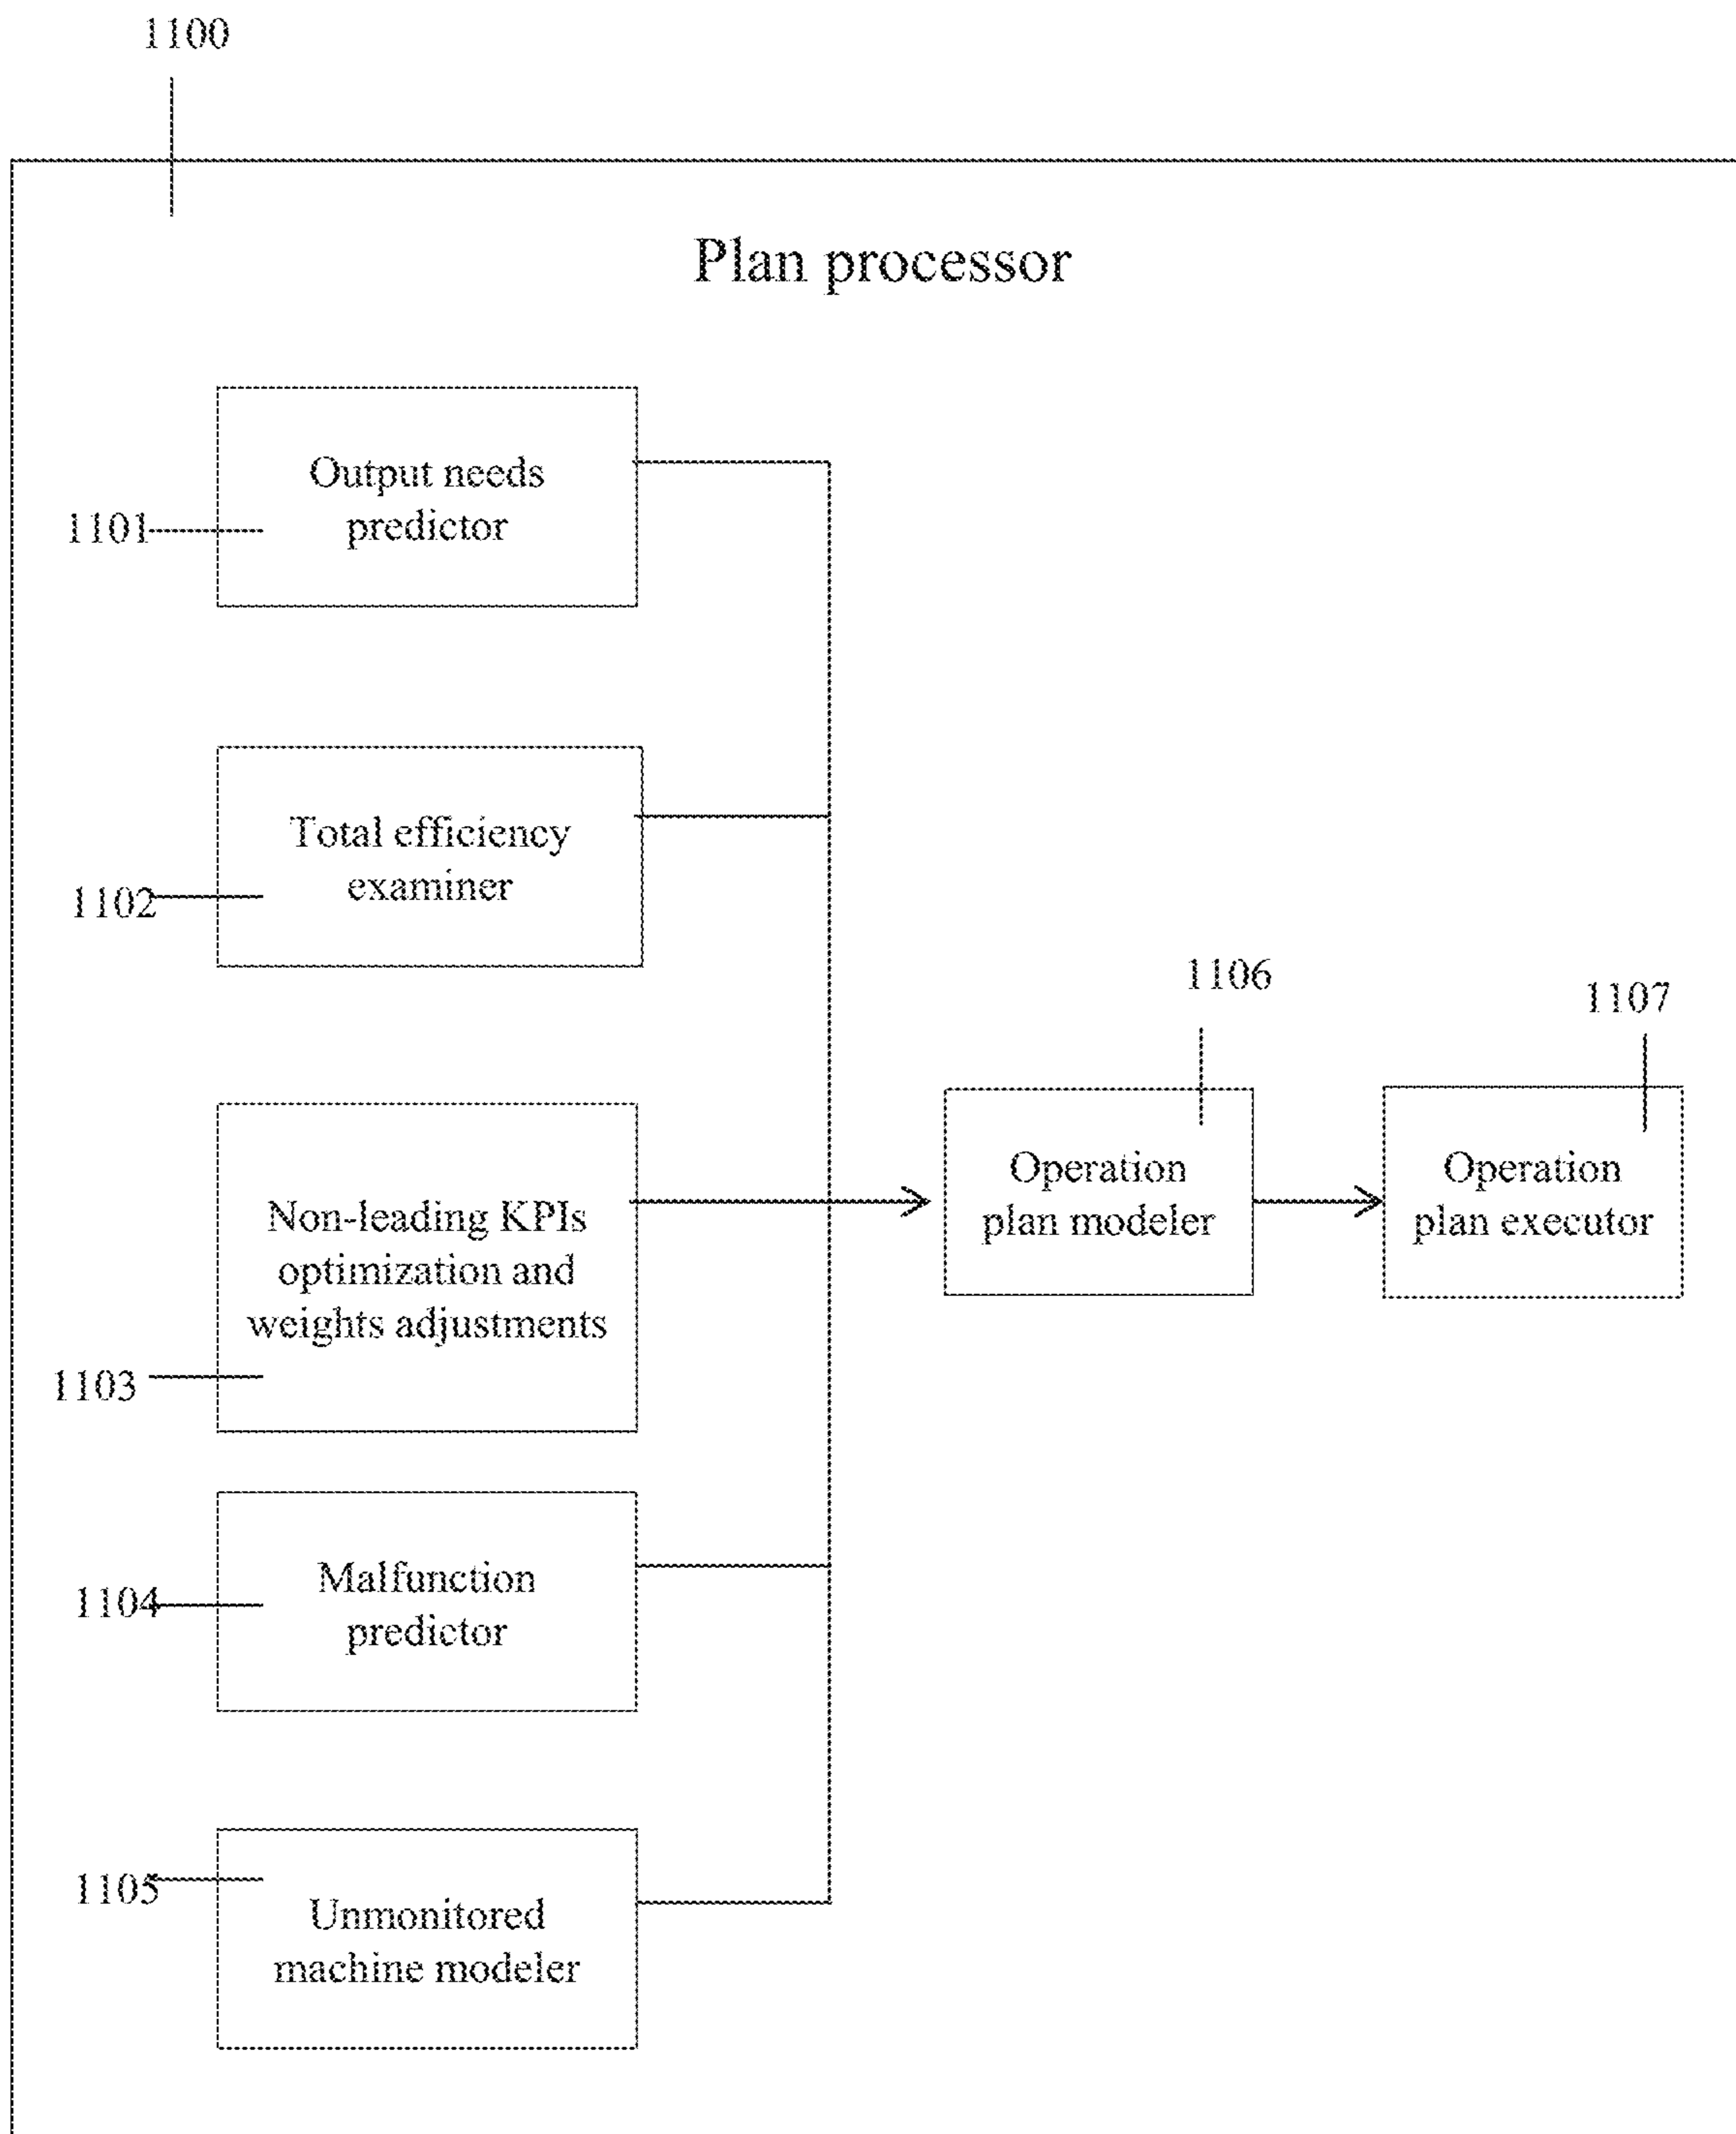 1100
Plan processor
Output needs
predictor
1101
Total efficiency
examiner
1102
1106
1107
Operation
plan modeler
Operation
plan executor
Non-leading KPIs
optimization and
weights adjustments
1103
Malfunction
predictor
1104
1105
Unmonitored
machine modeler